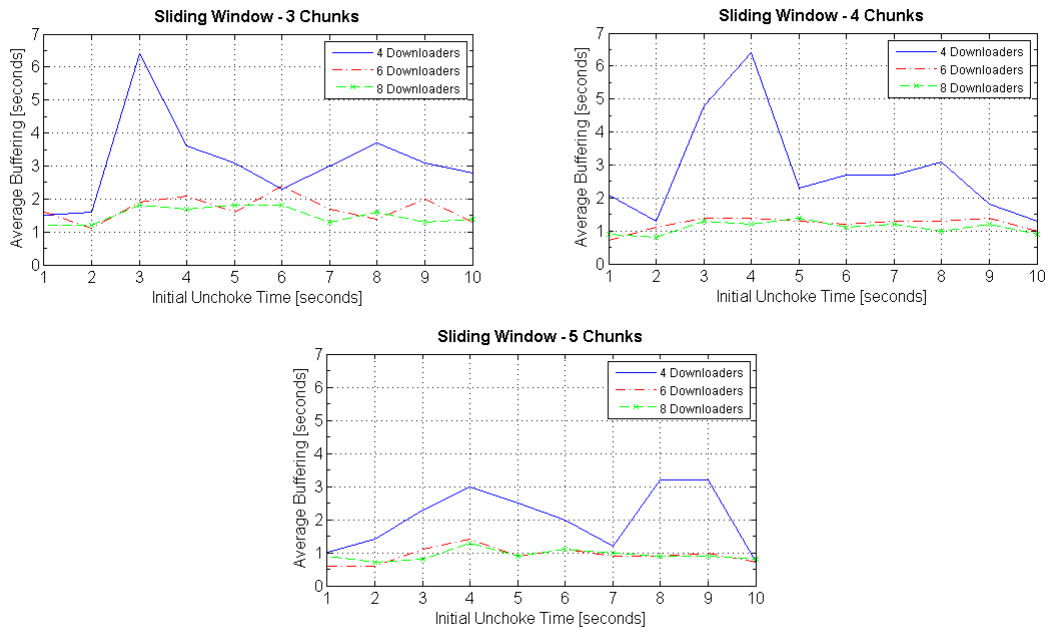 Sliding Window - 3 Chunks
7
6
5
4
3
2
1
0
Average Buffering [seconds]
4 Downloaders
6 Downloaders
8 Downloaders
1 2 3 4 5 6 7 8 9 10
Initial Unchoke Time [seconds]
Sliding Window - 4 Chunks
7
6
5
4
3
2
1
0
Average Buffering [seconds]
4 Downloaders
6 Downloaders
8 Downloaders
1 2 3 4 5 6 7 8 9 10
Initial Unchoke Time [seconds]
Sliding Window - 5 Chunks
7
6
5
4
3
2
1
0
Average Buffering [seconds]
4 Downloaders
6 Downloaders
8 Downloaders
1 2 3 4 5 6 7 8 9 10
Initial Unchoke Time [seconds]